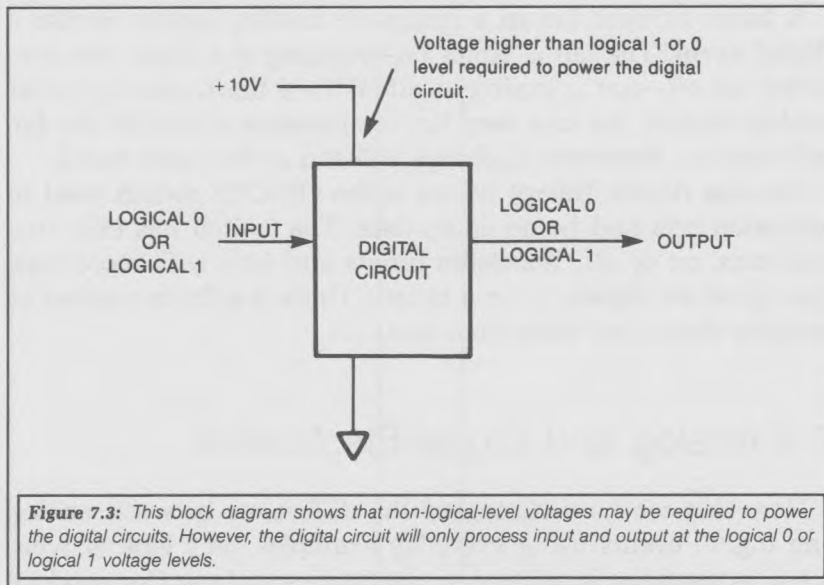 Voltage higher than logical 1 or 0
level required to power the digital
circuit.
+ 10V
LOGICAL 0
OR
LOGICAL 1
INPUT
DIGITAL
CIRCUIT
LOGICAL 0
OR
LOGICAL 1
OUTPUT
Figure 7.3: This block diagram shows that non-logical-level voltages may be required to power
the digital circuits. However, the digital circuit will only process input and output at the logical 0 or
logical 1 voltage levels.